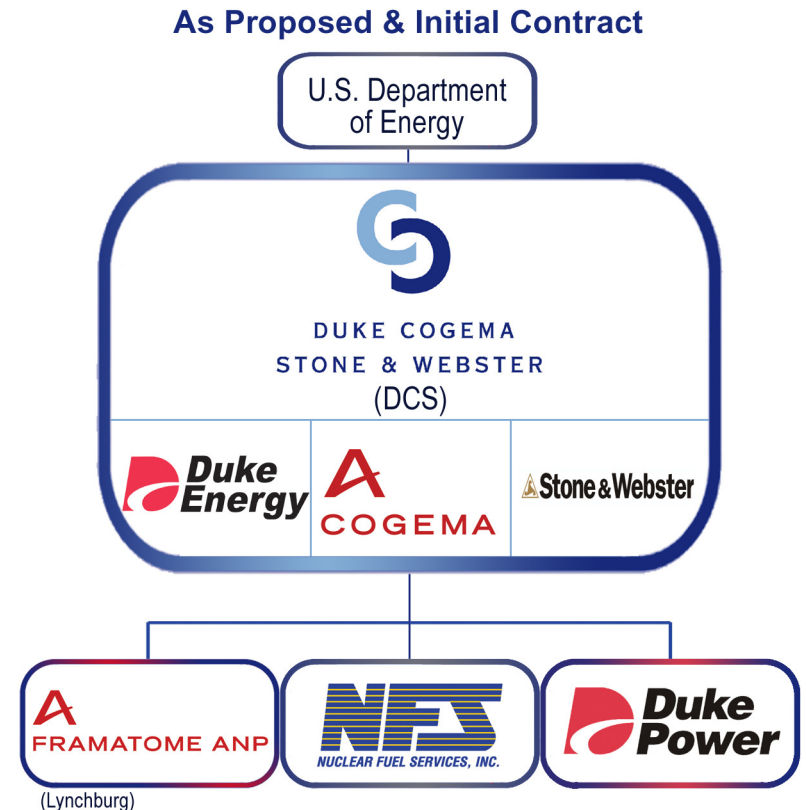 As Proposed & Initial Contract
U.S. Department
of Energy
DUKE COGEMA
STONE & WEBSTER
(DCS)
Duke
Energy
COGEMA
Stone & Webster
FRAMATOME ANP
NFS
NUCLEAR FUEL SERVICES, INC.
Duke
Power
(Lynchburg)